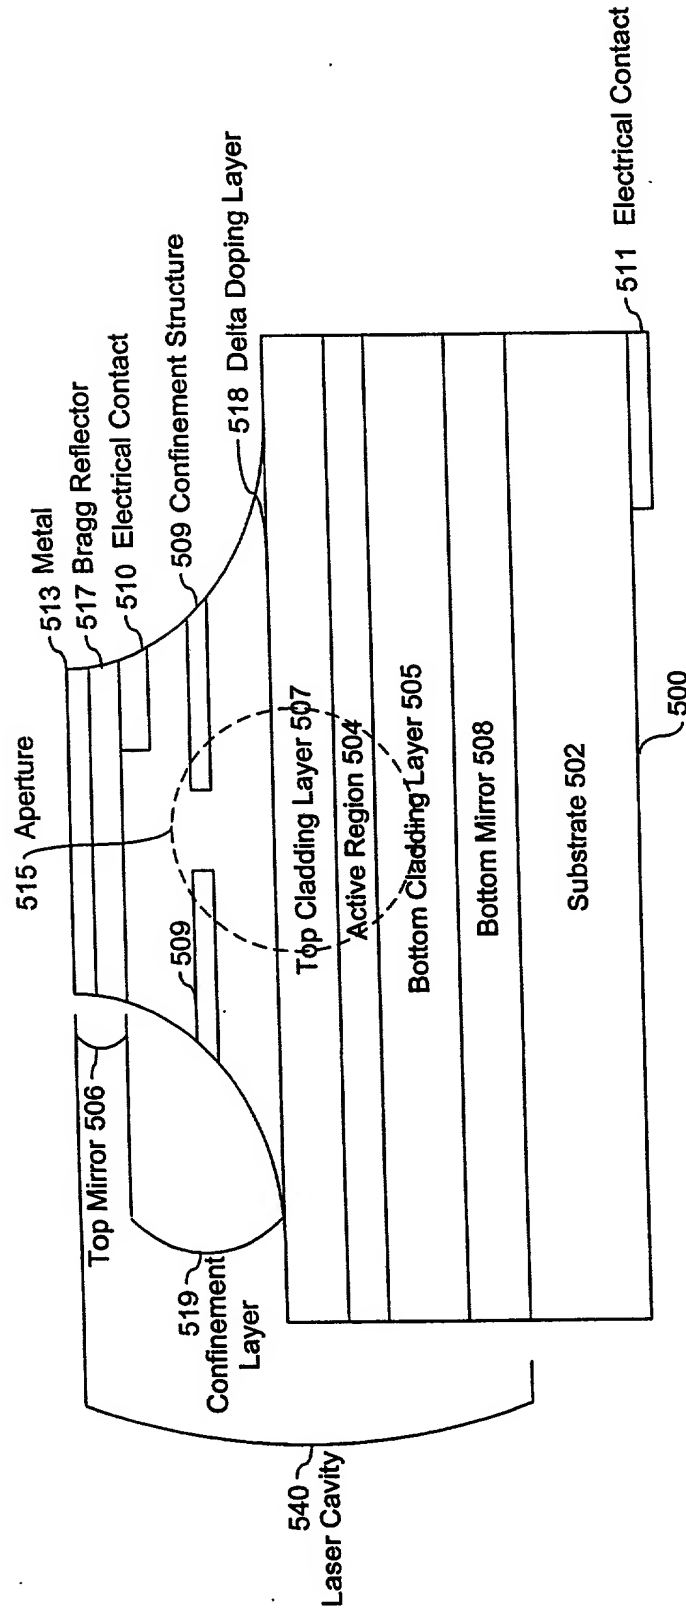 515 Aperture
513 Metal
517 Bragg Reflector
510 Electrical Contact
509 Confinement Structure
518 Delta Doping Layer
Top Mirror 506
509
519
Confinement
Layer
540
Laser Cavity
Top Cladding Layer 507
Active Region 504
Bottom Cladding Layer 505
Bottom Mirror 508
Substrate 502
511 Electrical Contact
500